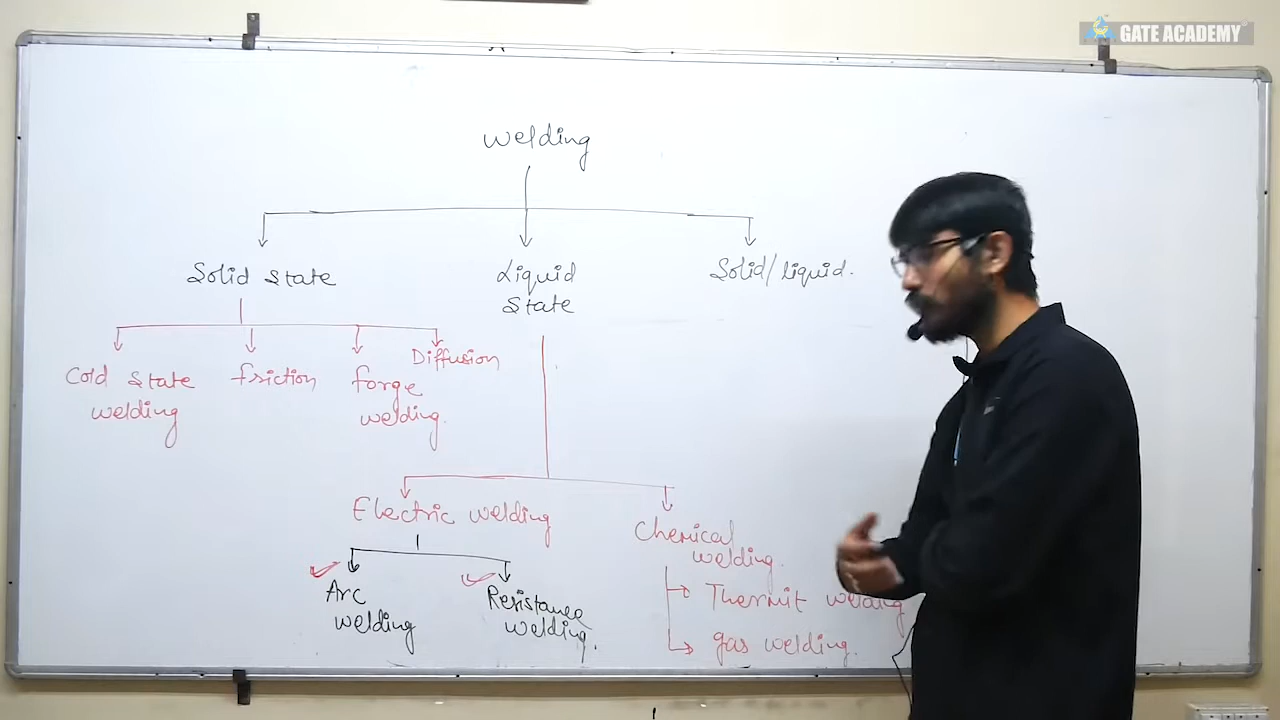 GATE ACADEMY
Welding
Solid State
Liquid
State
Solid/Liquid.
Cold State
welding
friction
forge
welding.
Diffusion
Electric welding
Chemical
welding.
Arc
welding
Resistance
welding.
Thermit welding
gas welding.